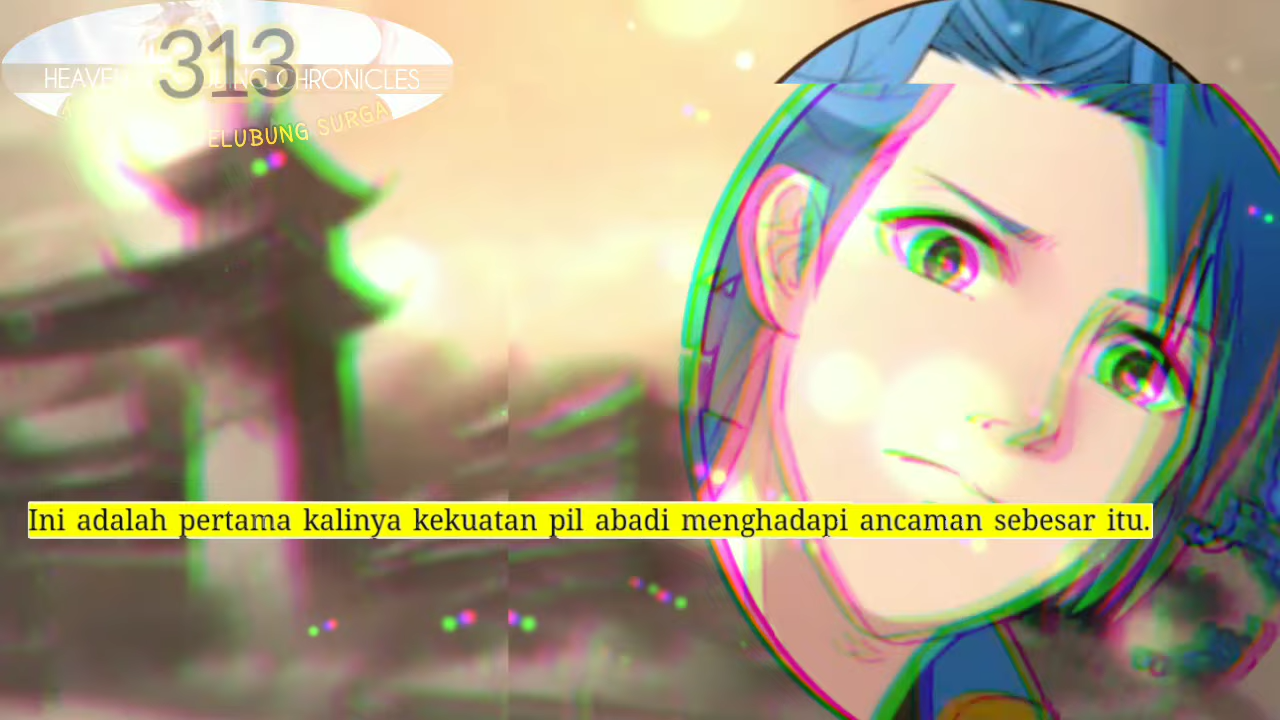 313
HEAVEN CHRONICLES
ELUBUNG SURGA
Ini adalah pertama kalinya kekuatan pil abadi menghadapi ancaman sebesar itu.